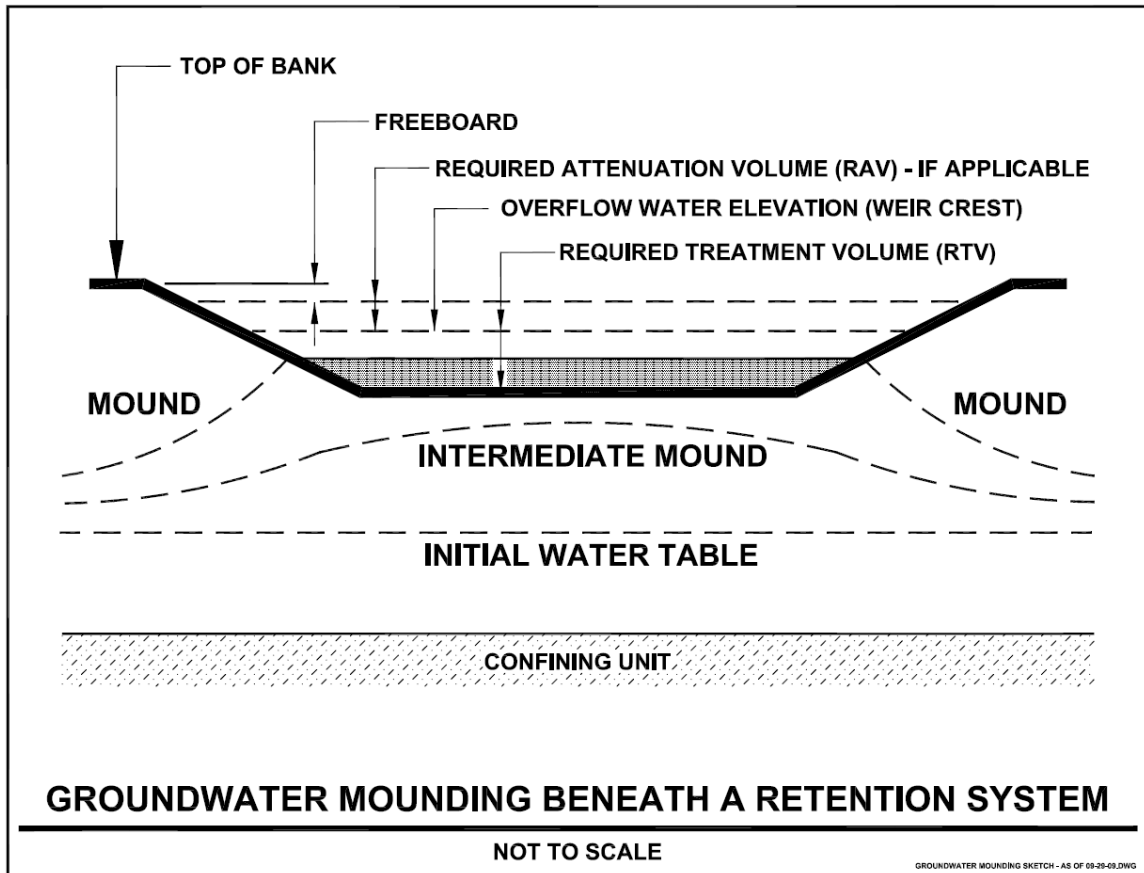 TOP OF BANK
FREEBOARD
REQUIRED ATTENUATION VOLUME (RAV) - IF APPLICABLE
OVERFLOW WATER ELEVATION (WEIR CREST)
REQUIRED TREATMENT VOLUME (RTV)
MOUND
MOUND
INTERMEDIATE MOUND
INITIAL WATER TABLE
CONFINING UNIT
GROUNDWATER MOUNDING BENEATH A RETENTION SYSTEM
NOT TO SCALE
GROUNDWATER MOUNDING SKETCH - AS OF 09-29-09.DWG